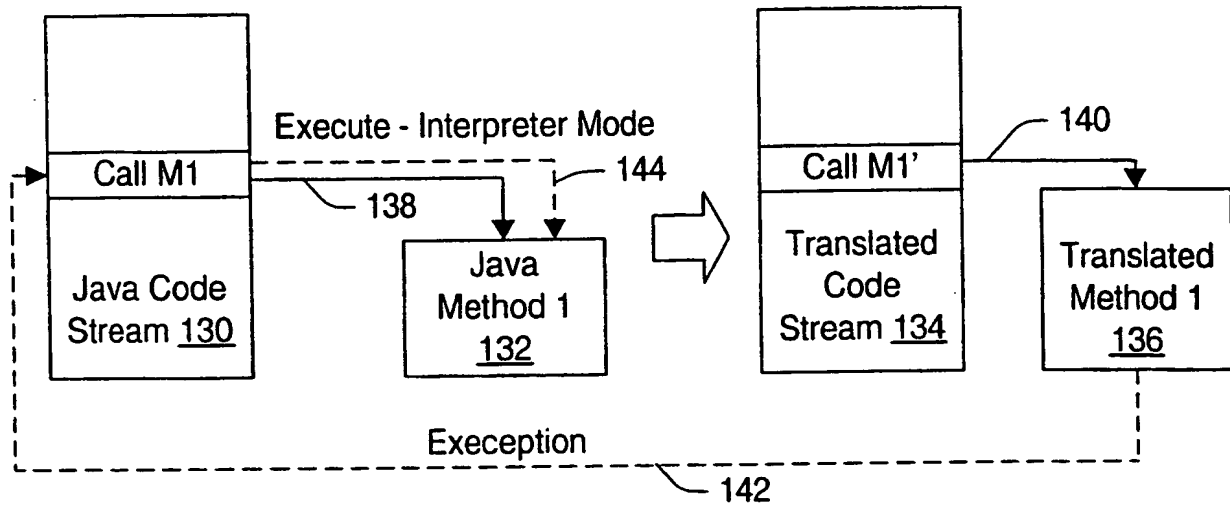 Execute - Interpreter Mode
Call M1
138
144
Java Code
Stream 130
Java
Method 1
132
Call M1'
140
Translated
Code
Stream 134
Translated
Method 1
136
Exeception
142